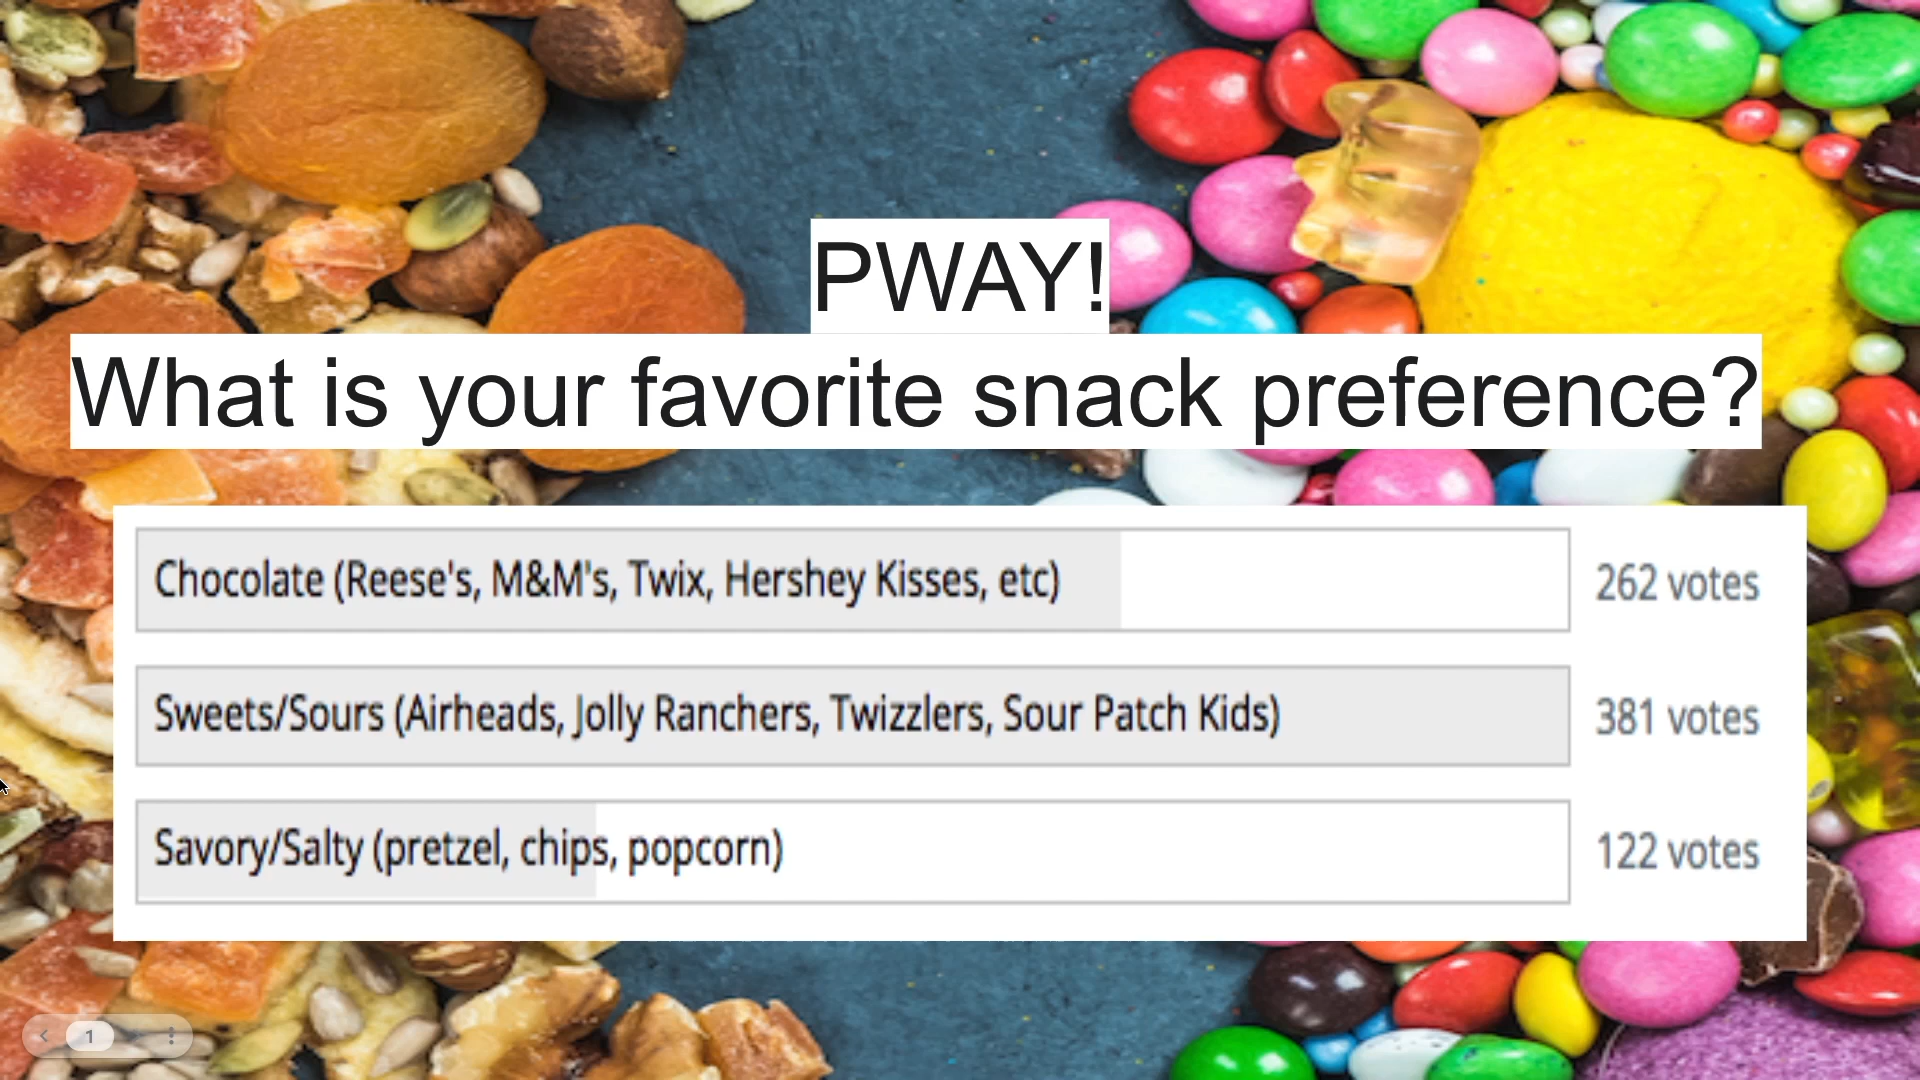 PWAY!
What is your favorite snack preference?
Chocolate (Reese's, M&M's, Twix, Hershey Kisses, etc) 262 votes
Sweets/Sours (Airheads, Jolly Ranchers, Twizzlers, Sour Patch Kids) 381 votes
Savory/Salty (pretzel, chips, popcorn) 122 votes
1